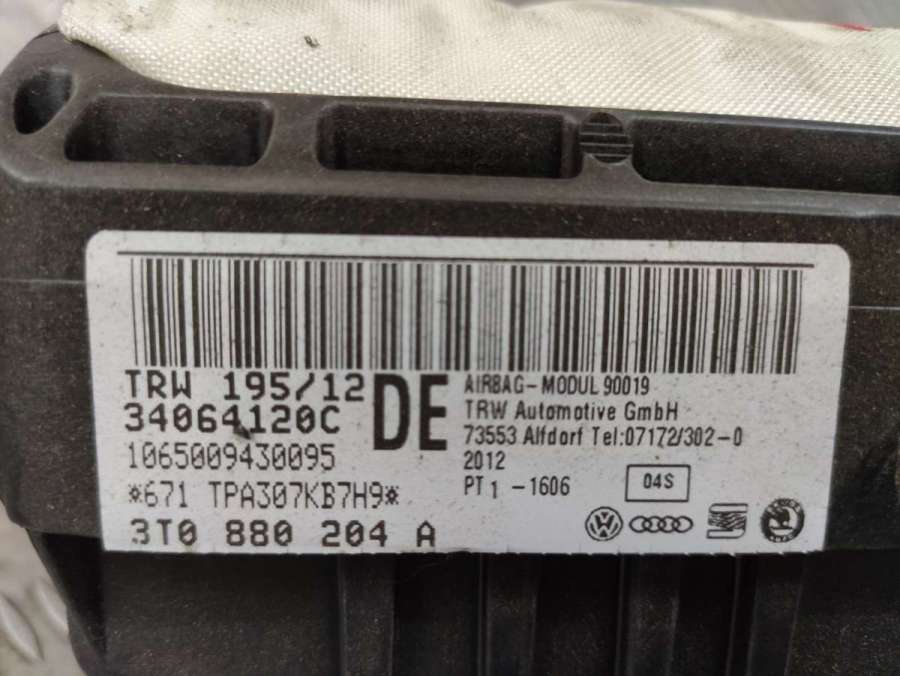 TRW 195/12
34064120C
DE
1065009430095
*671 TPA307KB7H9*
3T0 880 204 A
AIRBAG-MODUL 90019
TRW Automotive GmbH
73553 Alfdorf Tel:07172/302-0
2012
PT 1 -1606
04S